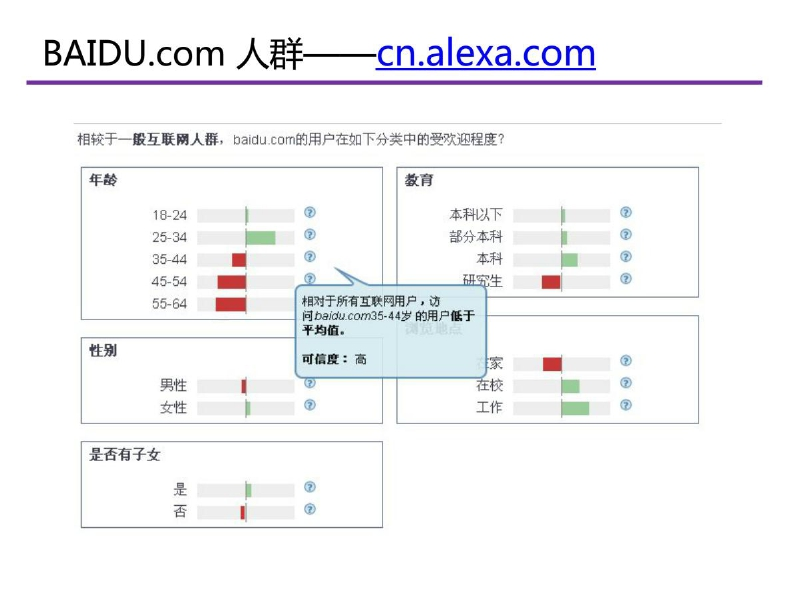 BAIDU.com 人群——cn.alexa.com
相较于一般互联网人群，baidu.com的用户在如下分类中的受欢迎程度?
年龄
18-24
25-34
35-44
45-54
55-64
教育
本科以下
部分本科
本科
研究生
相对于所有互联网用户，访
问baidu.com35-44岁 的用户低于
平均值。
可信度： 高
性别
男性
女性
浏览地点
在家
在校
工作
是否有子女
是
否